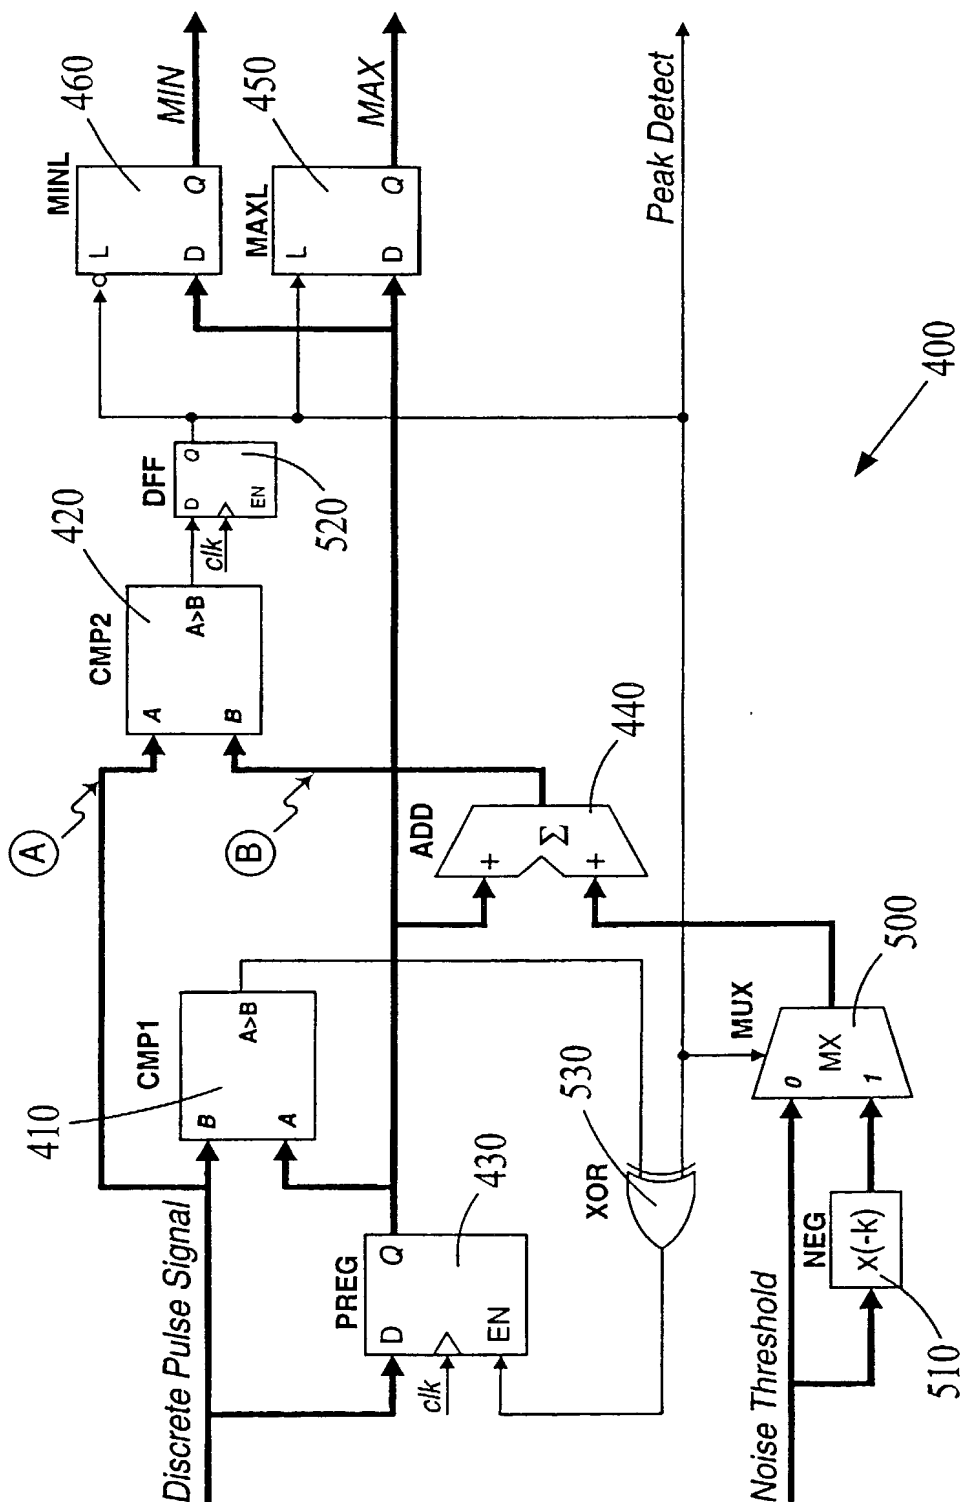 Discrete Pulse Signal
Noise Threshold
A
B
MINL
460
L
D
Q
MIN
MAXL
450
L
D
Q
MAX
DFF
D
Q
EN
clk
520
CMP2
420
A
B
A>B
CMP1
410
B
A
A>B
PREG
430
D
Q
EN
clk
ADD
440
+
+
Σ
XOR
530
MUX
MX
0
1
500
NEG
x(-k)
510
Peak Detect
400